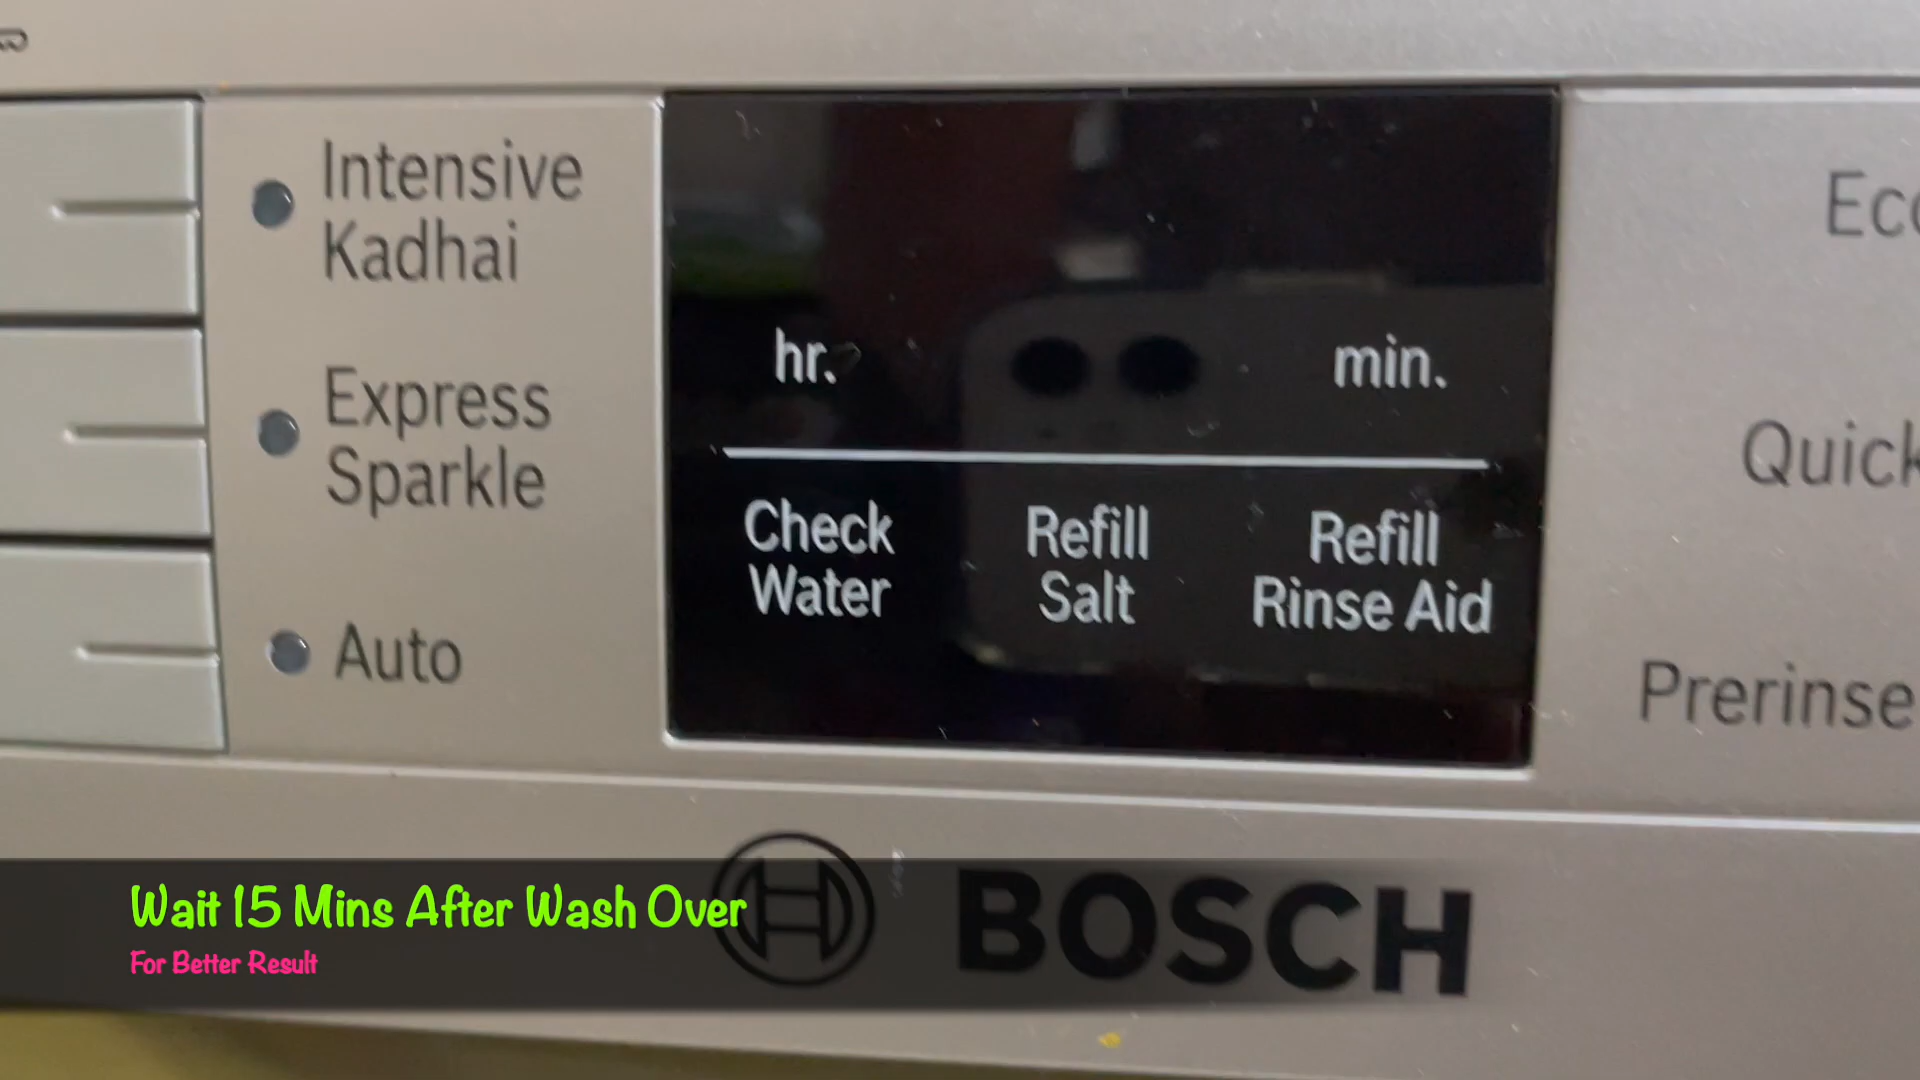 Intensive
Kadhai
Express
Sparkle
Auto
hr.
min.
Check
Water
Refill
Salt
Refill
Rinse Aid
Quick
Prerinse
BOSCH
Wait 15 Mins After Wash Over
For Better Result